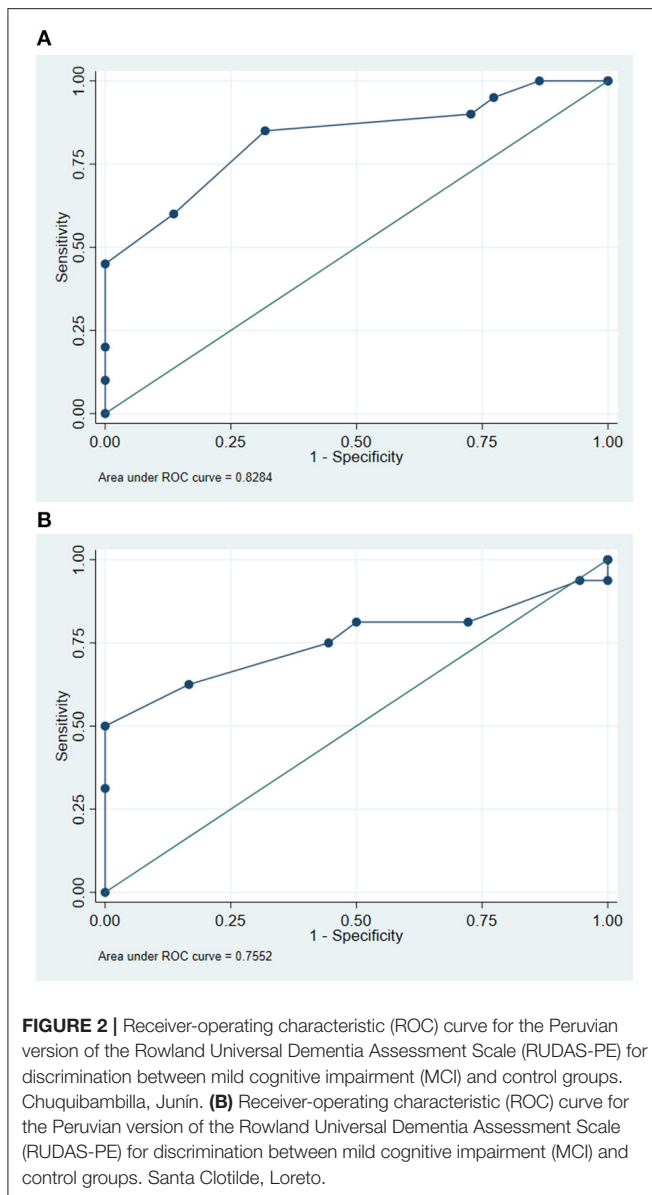 A
Sensitivity
1.00
0.75
0.50
0.25
0.00
0.00 0.25 0.50 0.75 1.00
1 - Specificity
Area under ROC curve = 0.8284
B
Sensitivity
1.00
0.75
0.50
0.25
0.00
0.00 0.25 0.50 0.75 1.00
1 - Specificity
Area under ROC curve = 0.7552
FIGURE 2 | Receiver-operating characteristic (ROC) curve for the Peruvian
version of the Rowland Universal Dementia Assessment Scale (RUDAS-PE) for
discrimination between mild cognitive impairment (MCI) and control groups.
Chuquibambilla, Junín. (B) Receiver-operating characteristic (ROC) curve for
the Peruvian version of the Rowland Universal Dementia Assessment Scale
(RUDAS-PE) for discrimination between mild cognitive impairment (MCI) and
control groups. Santa Clotilde, Loreto.